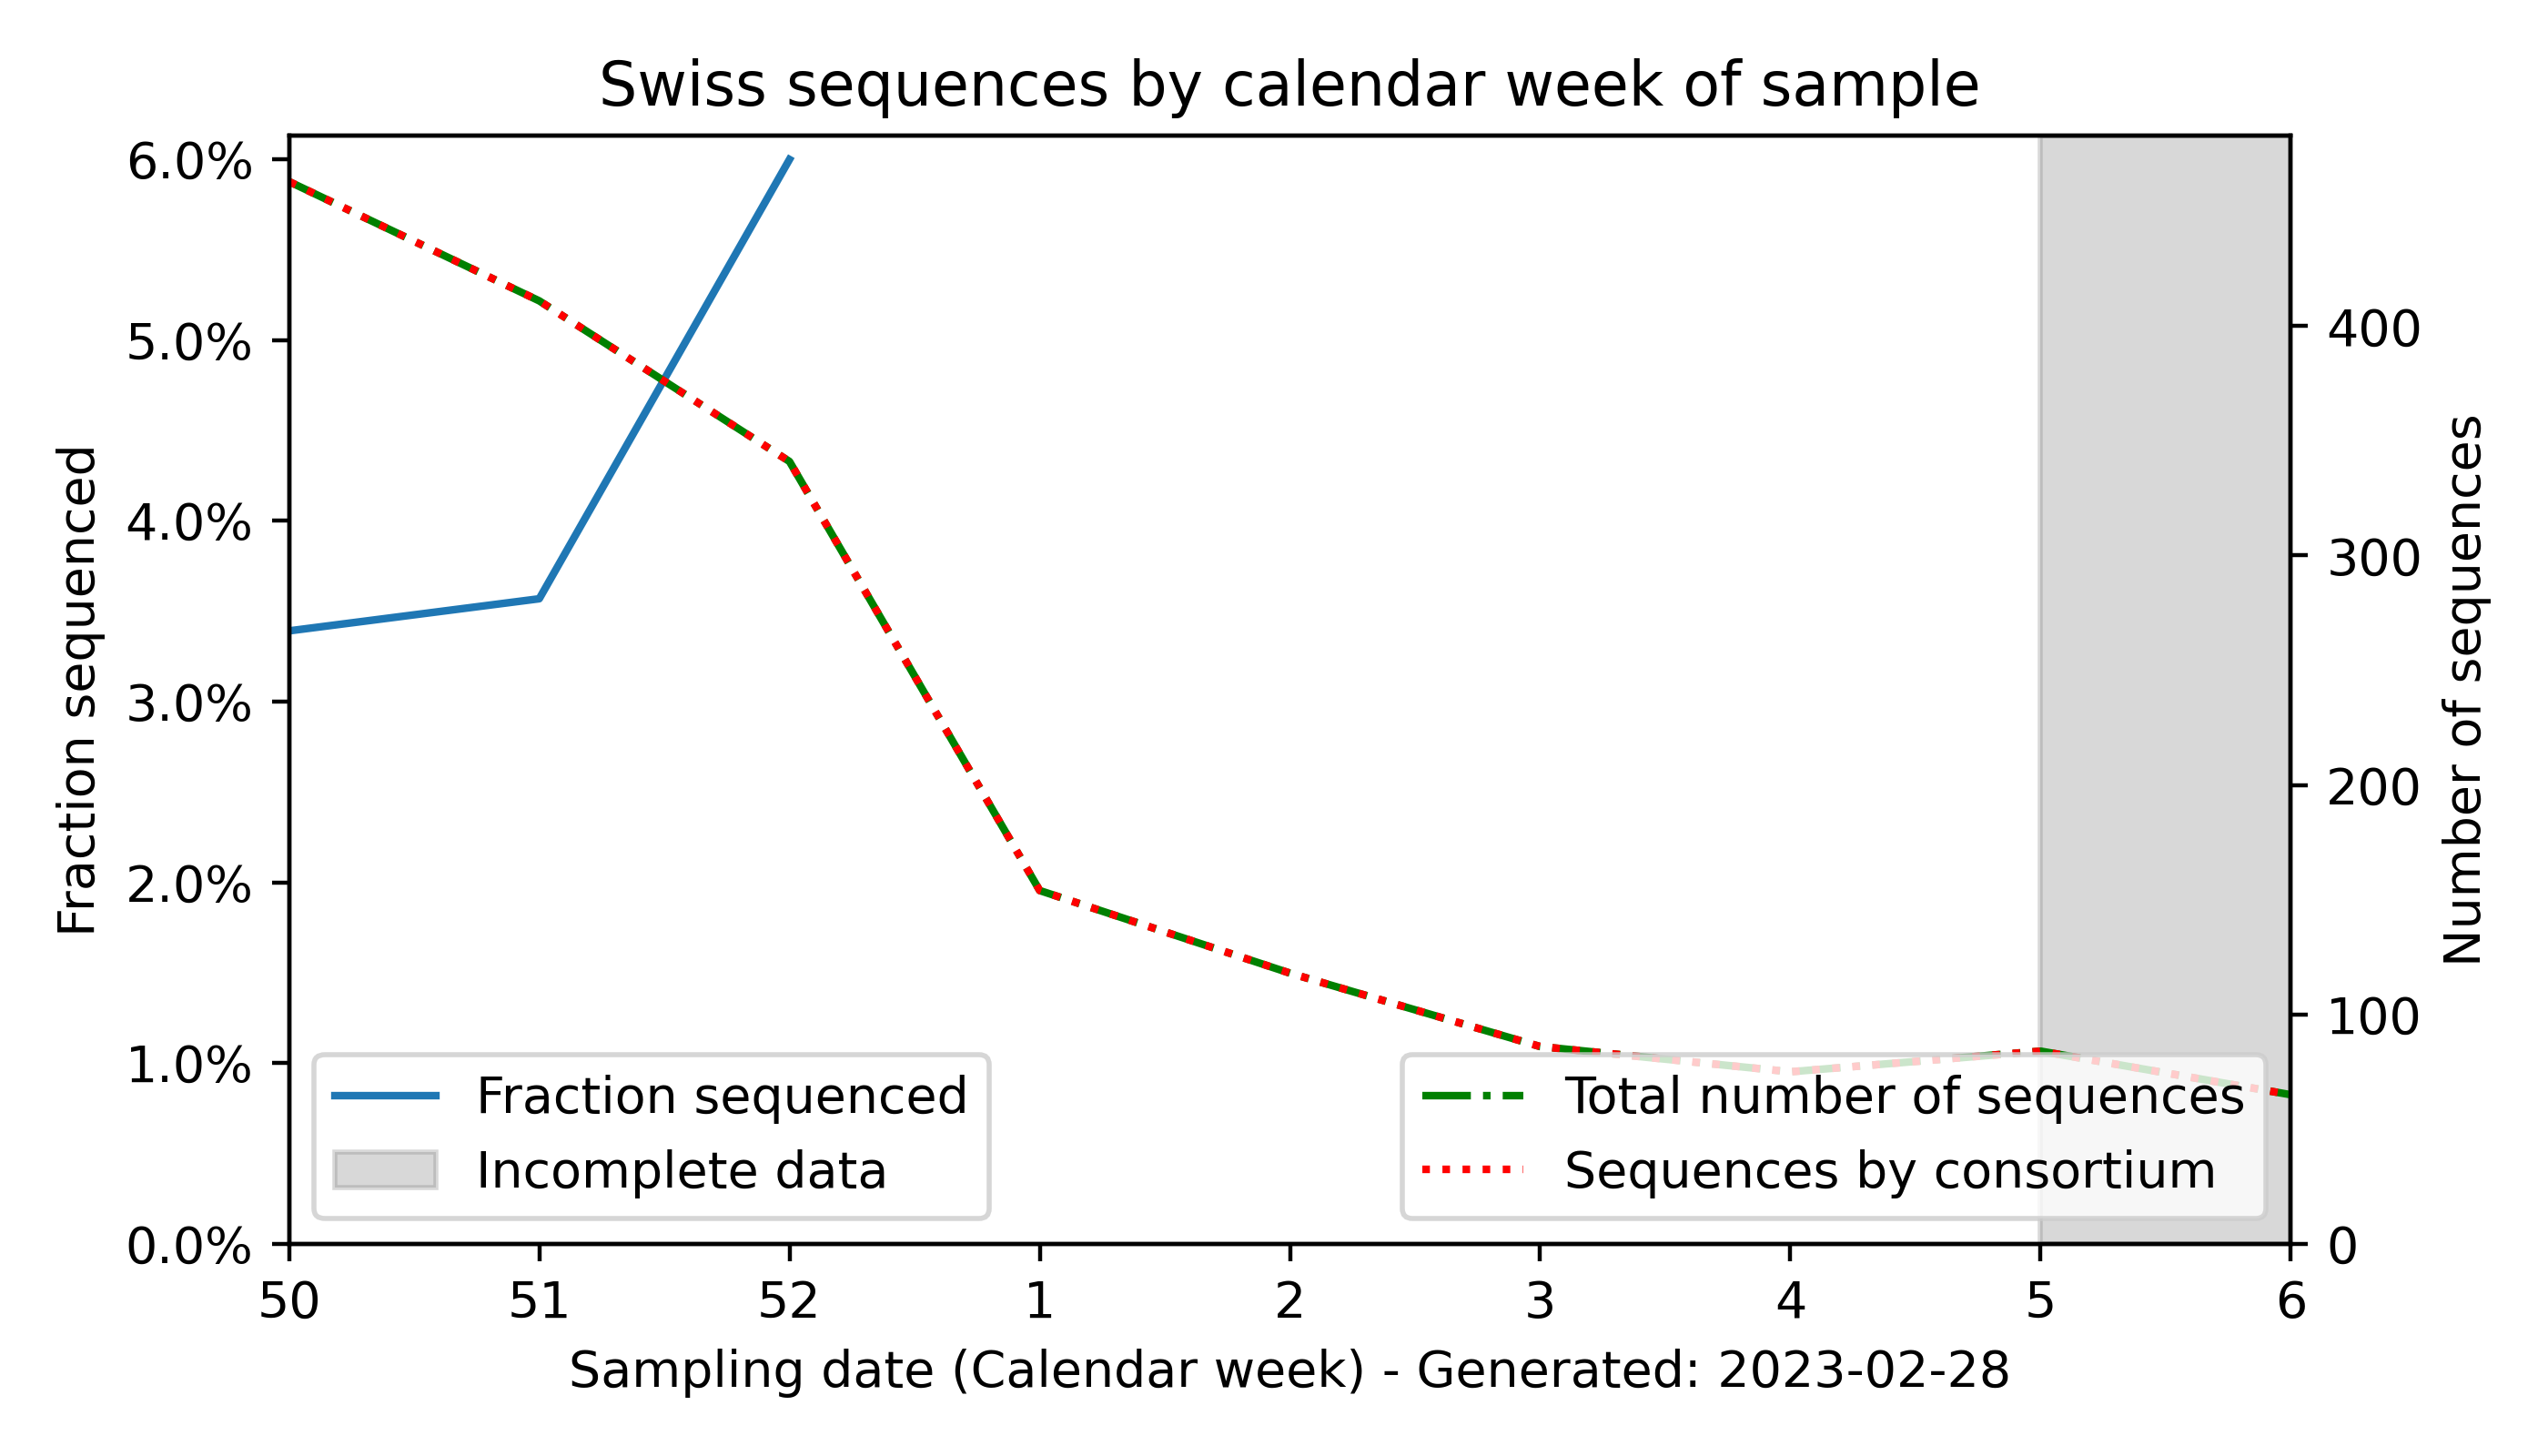 Swiss sequences by calendar week of sample
6.0%
5.0%
4.0%
3.0%
2.0%
1.0%
0.0%
Fraction sequenced
400
300
200
100
0
Number of sequences
Fraction sequenced
Incomplete data
Total number of sequences
Sequences by consortium
50 51 52 1 2 3 4 5 6
Sampling date (Calendar week) - Generated: 2023-02-28